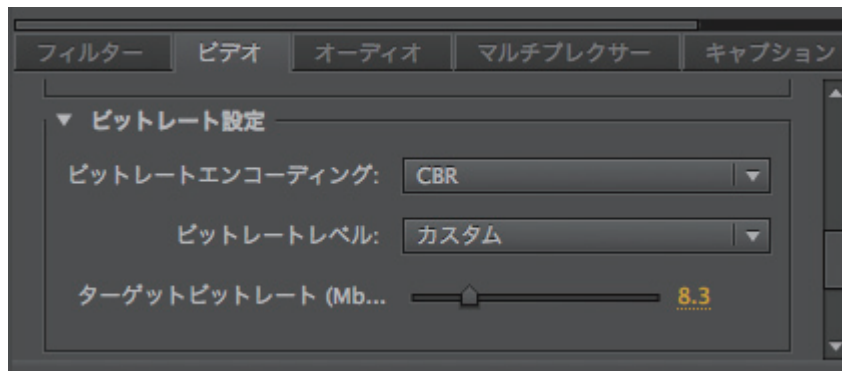 フィルター ビデオ オーディオ マルチプレクサー キャプション
ビットレート設定
ビットレートエンコーディング: CBR
ビットレートレベル: カスタム
ターゲットビットレート (Mb... 8.3